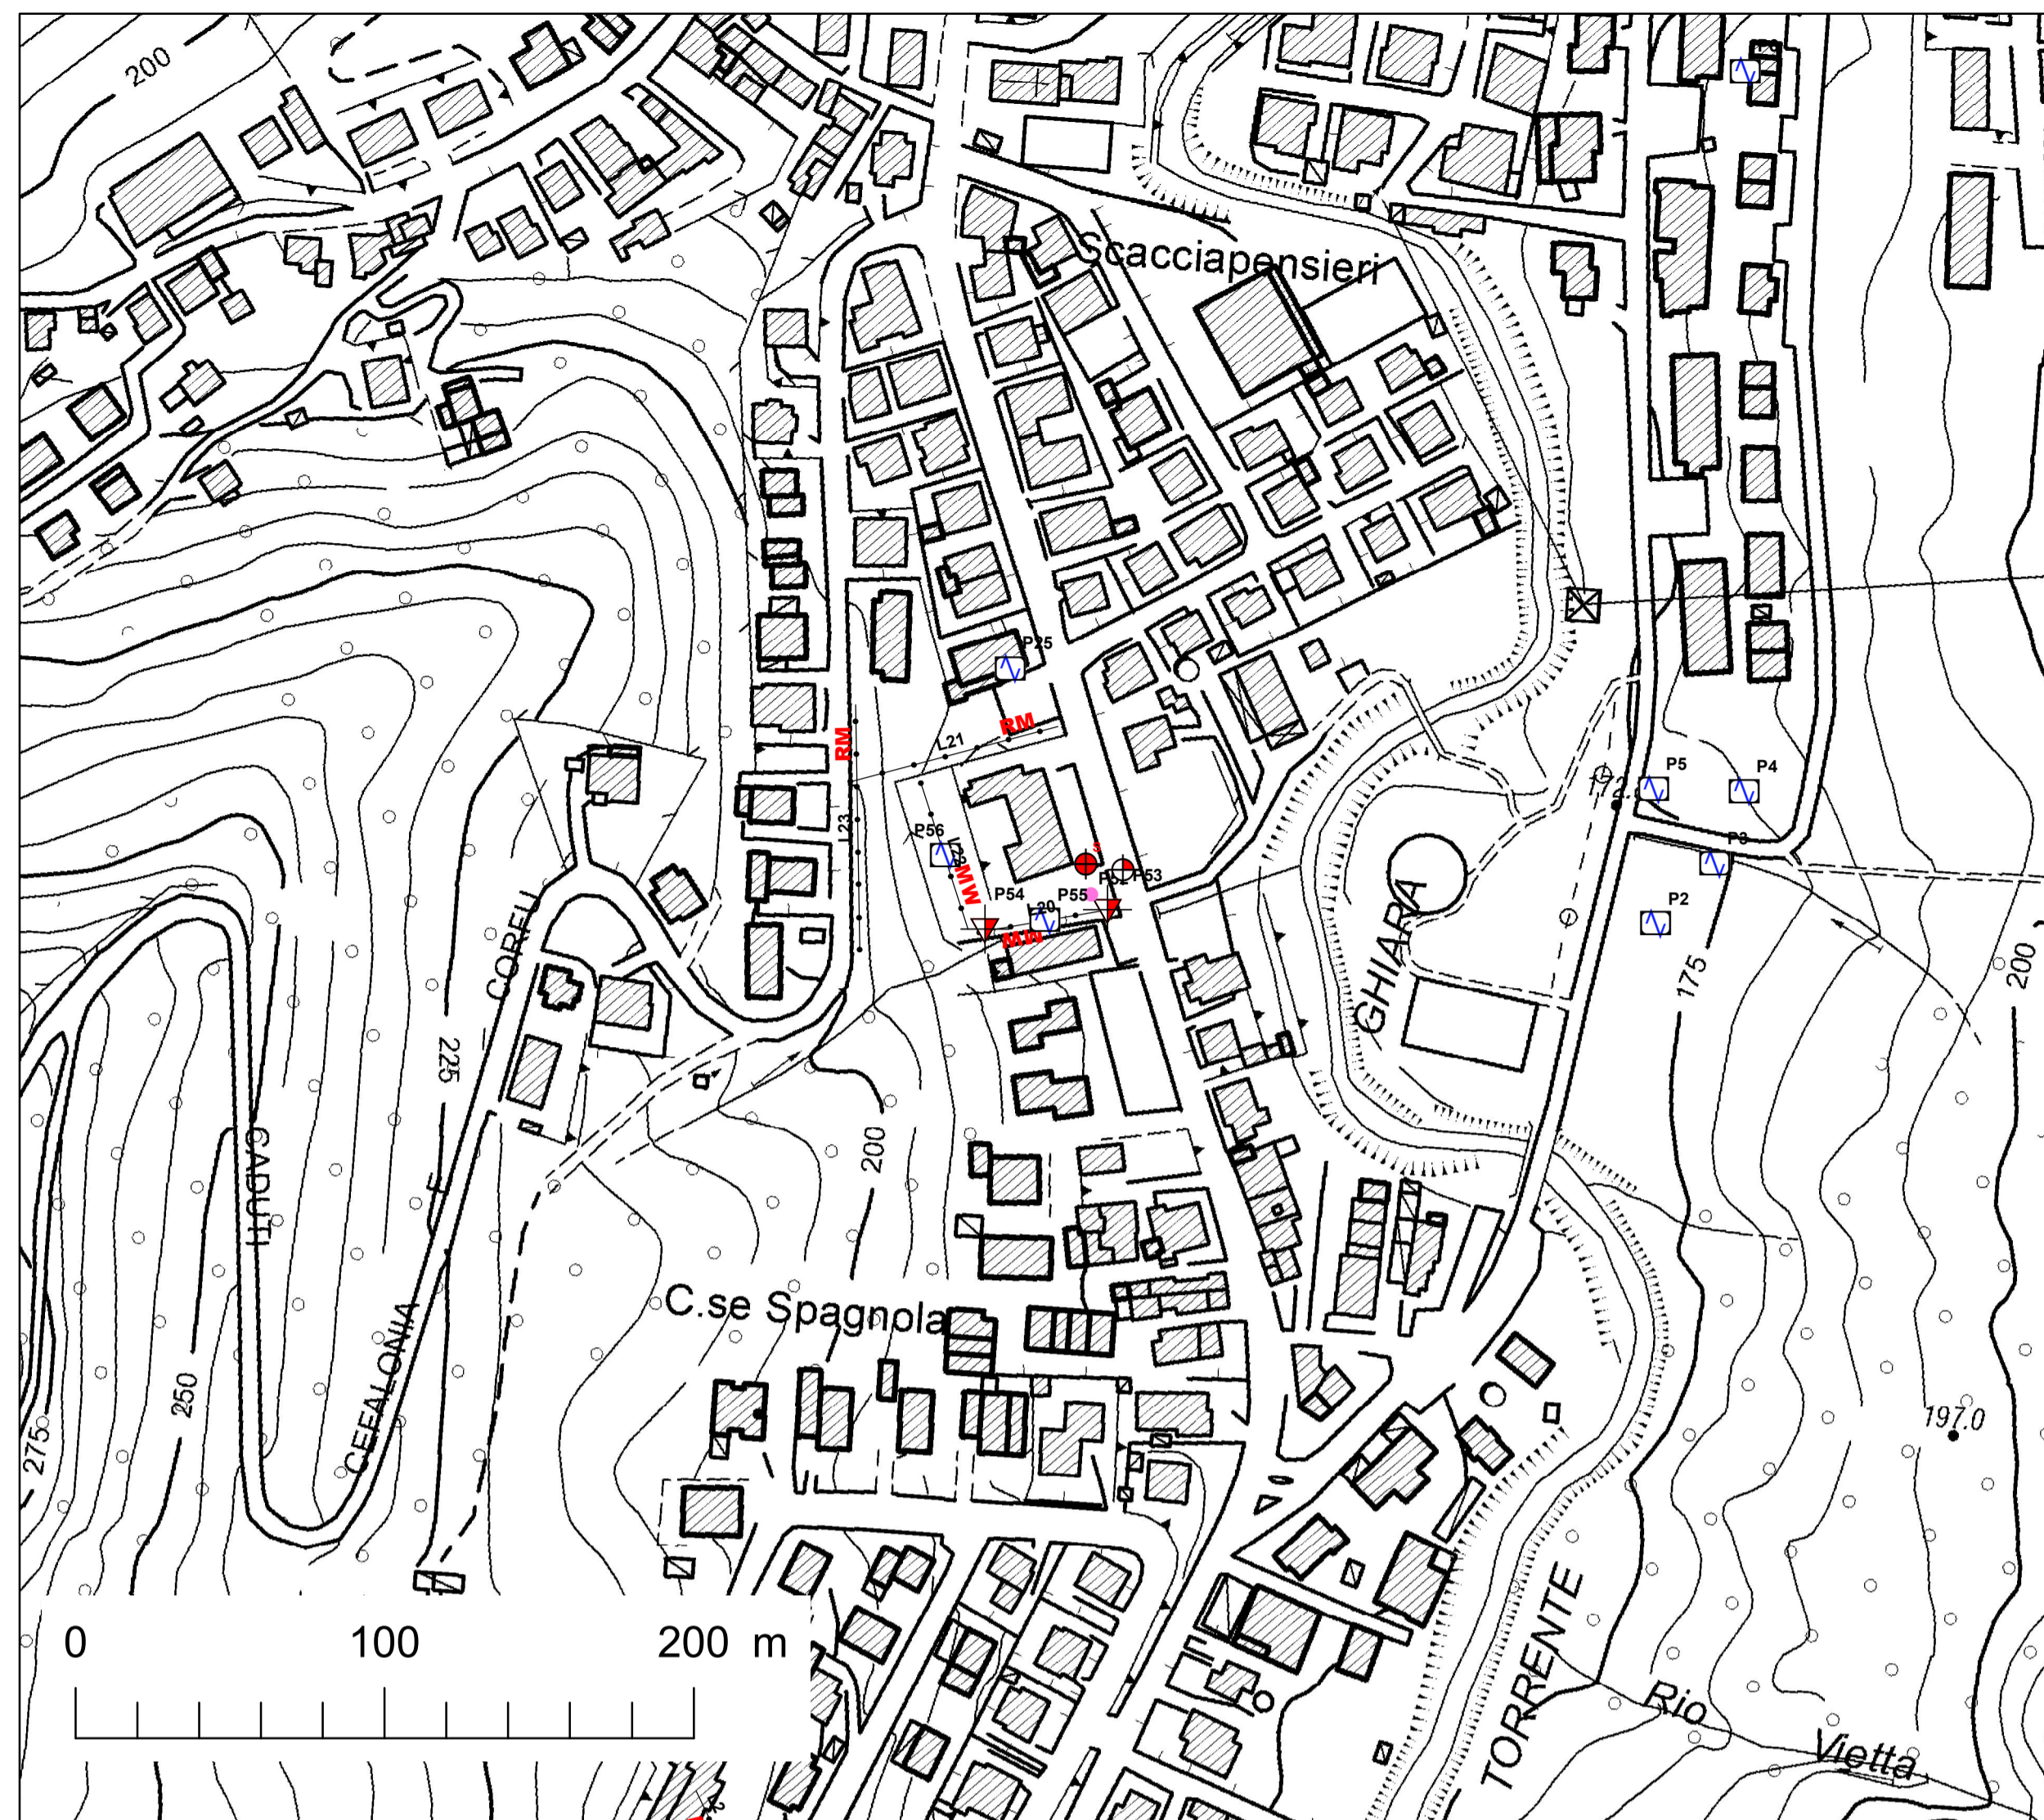 200
Scacciapensieri
P25
RM
L21
RM
172.
P5
P4
L23
P56
L22
MW
S
P3
P53
P54
L20
P55
P2
MW
C.ORFU
GHIARA
175
200
225
200
CADUTI
C.se Spagnola
CEFALONIA
250
275
197.0
TORRENTE
0 100 200 m
Rio
Vietta